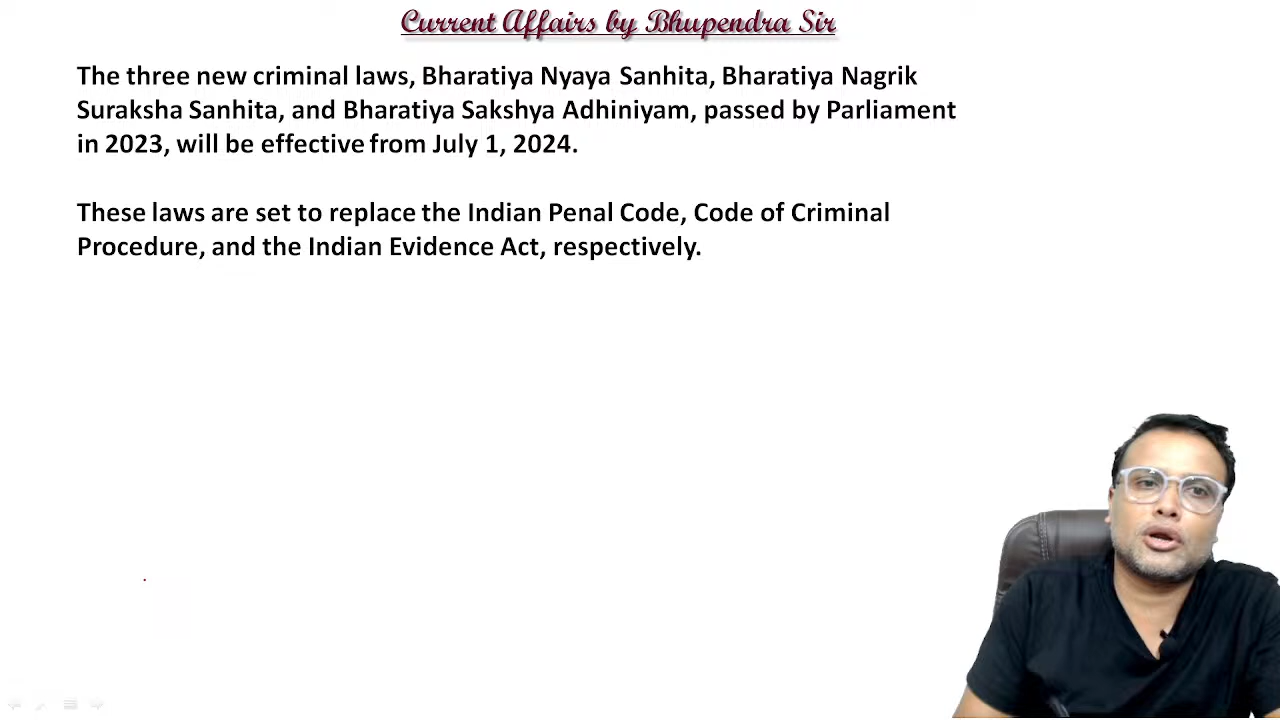 Current Affairs by Bhupendra Sir
The three new criminal laws, Bharatiya Nyaya Sanhita, Bharatiya Nagrik
Suraksha Sanhita, and Bharatiya Sakshya Adhiniyam, passed by Parliament
in 2023, will be effective from July 1, 2024.
These laws are set to replace the Indian Penal Code, Code of Criminal
Procedure, and the Indian Evidence Act, respectively.